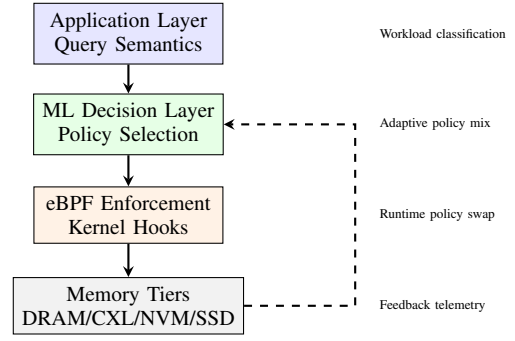 Application Layer
Query Semantics
Workload classification
ML Decision Layer
Policy Selection
Adaptive policy mix
eBPF Enforcement
Kernel Hooks
Runtime policy swap
Memory Tiers
DRAM/CXL/NVM/SSD
Feedback telemetry